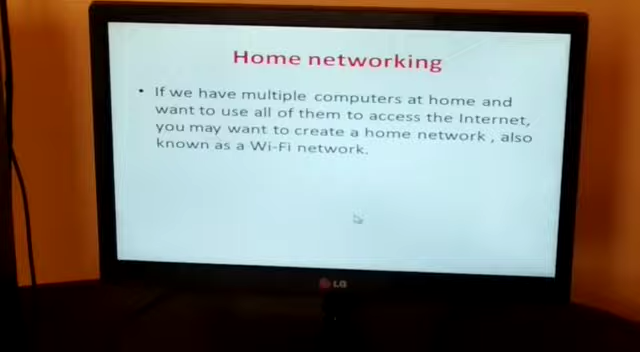 Home networking
• If we have multiple computers at home and
want to use all of them to access the Internet,
you may want to create a home network , also
known as a Wi-Fi network.
LG